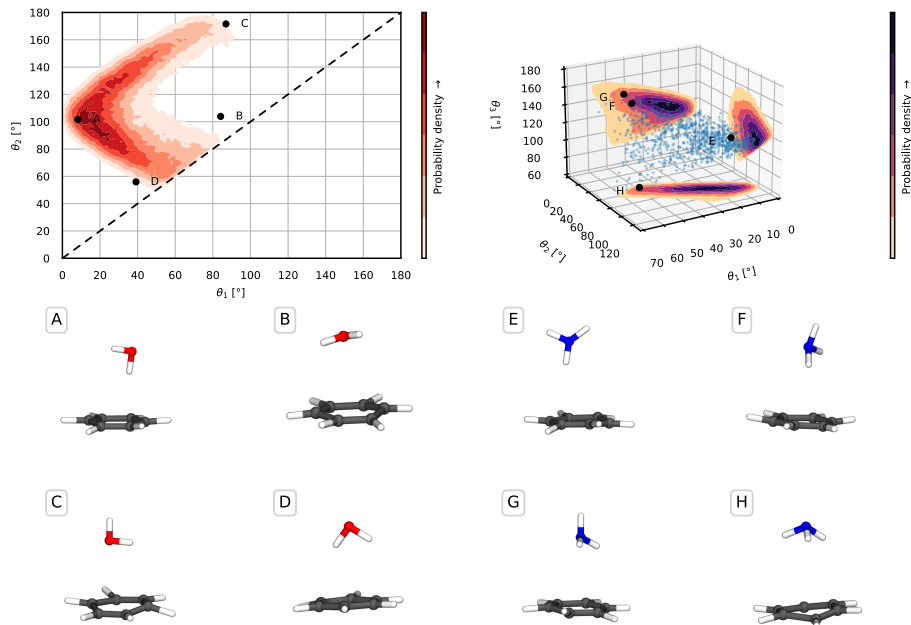 180
160
140
120
100
80
60
40
20
0
θ₂ [°]
0 20 40 60 80 100 120 140 160 180
θ₁ [°]
A
B
C
D
Probability density →
180
160
140
120
100
80
60
θ₃ [°]
0
20
40
60
80
100
120
θ₂ [°]
70 60 50 40 30 20 10 0
θ₁ [°]
G
F
E
H
Probability density →
A B E F
C D G H